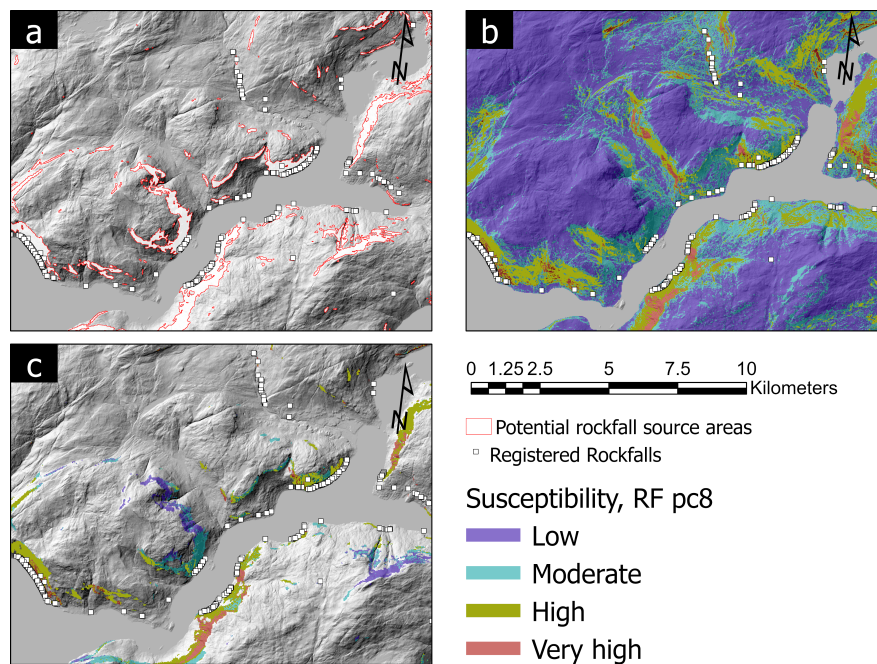 a
N
b
N
c
N
0 1.25 2.5 5 7.5 10
Kilometers
Potential rockfall source areas
Registered Rockfalls
Susceptibility, RF pc8
Low
Moderate
High
Very high